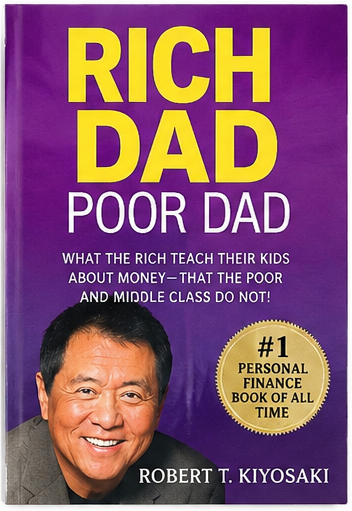 RICH
DAD
POOR DAD
WHAT THE RICH TEACH THEIR KIDS
ABOUT MONEY—THAT THE POOR
AND MIDDLE CLASS DO NOT!
#1
PERSONAL
FINANCE
BOOK OF ALL
TIME
ROBERT T. KIYOSAKI